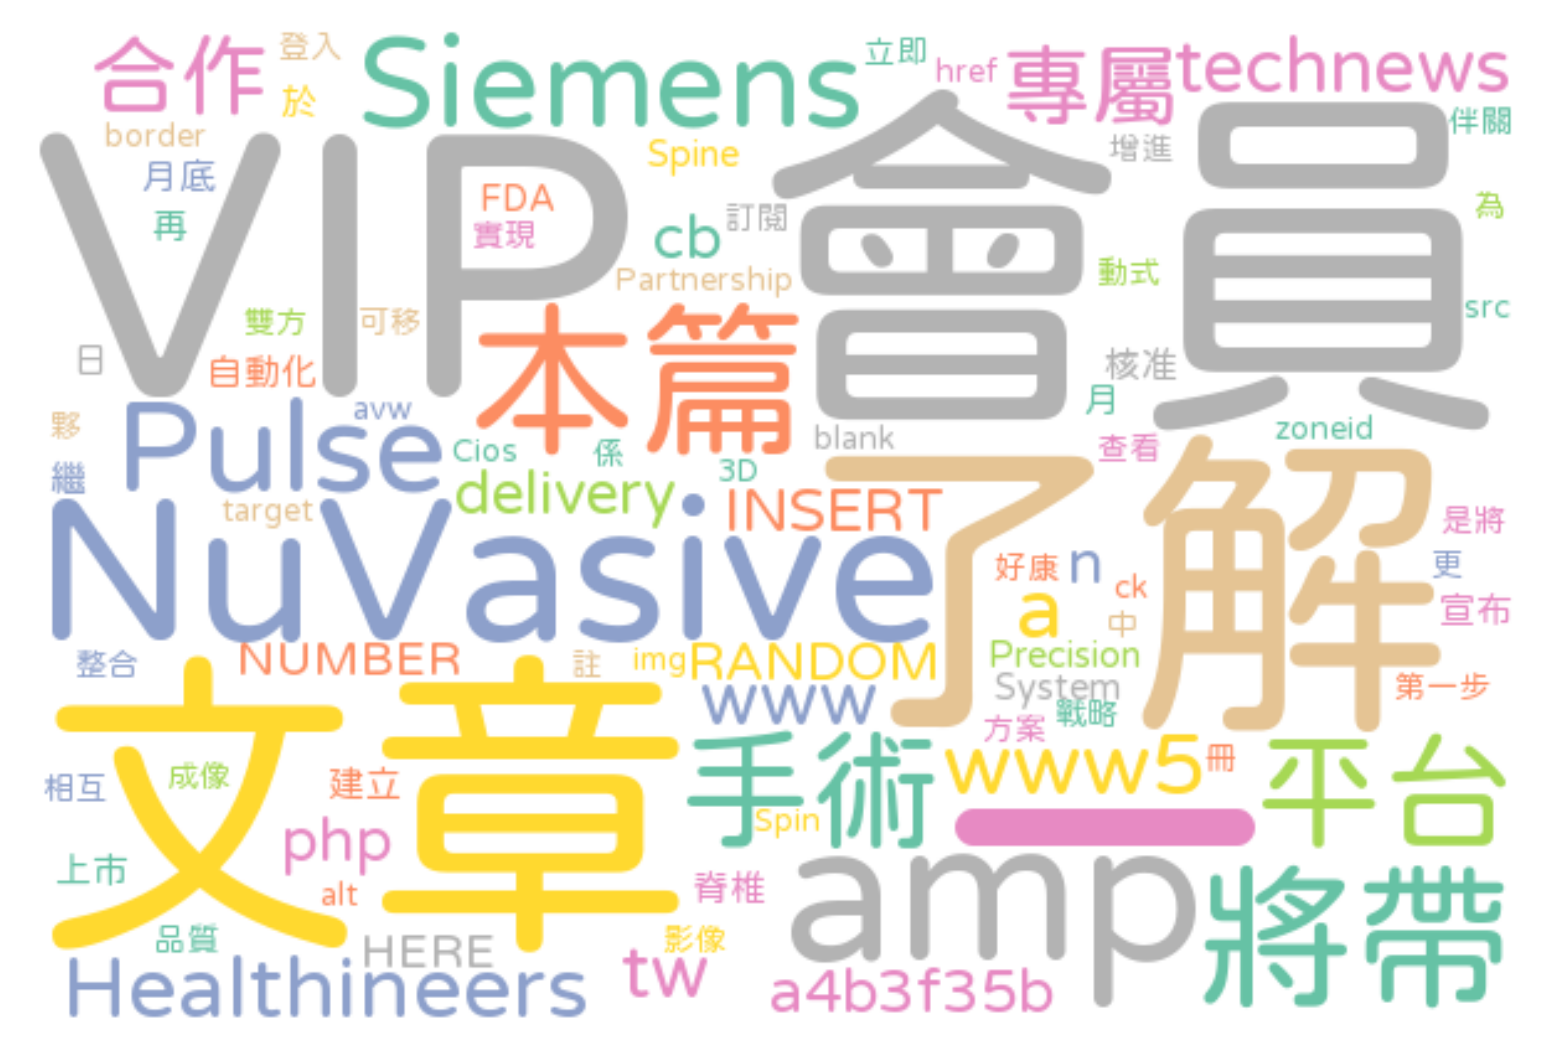 合作
登入
於
Siemens
立即
href
專屬
technews
border
月底
再
VIP
會員
FDA
實現
Spine
cb
訂閱
Partnership
增進
伴關
為
動式
src
日
雙方
可移
自動化
本篇
核准
月
查看
zoneid
夥
繼
Pulse
avw
Cios
係
3D
blank
delivery
INSERT
target
NuVasive
了解
是將
更
宣布
好康
n
a
ck
中
Precision
System
戰略
方案
第一步
整合
NUMBER
註
img
RANDOM
www
文章
手術
www5
冊
平台
相互
成像
建立
php
Spin
一
上市
alt
脊椎
amp
將帶
品質
HERE
影像
Healthineers
tw
a4b3f35b